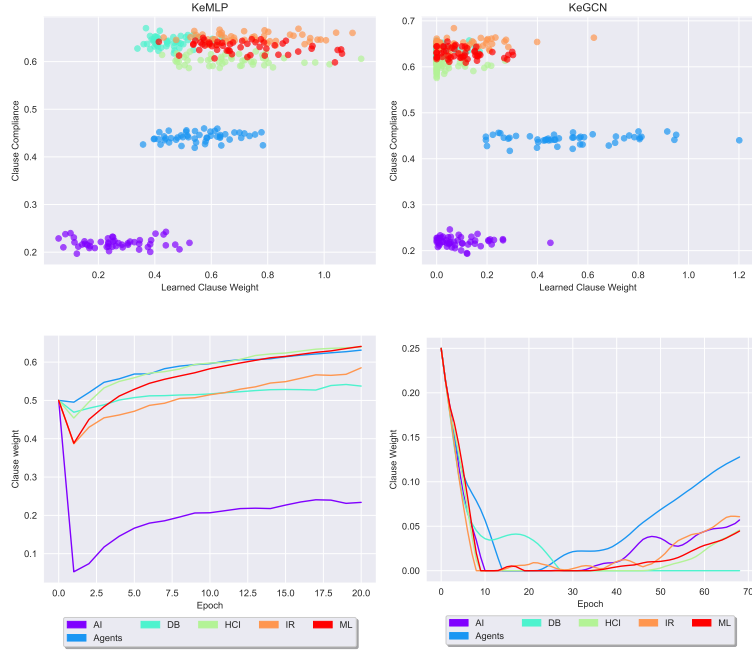 KeMLP
KeGCN
Clause Compliance
0.6
0.5
0.4
0.3
0.2
0.2 0.4 0.6 0.8 1.0
Learned Clause Weight
Clause Compliance
0.7
0.6
0.5
0.4
0.3
0.2
0.0 0.2 0.4 0.6 0.8 1.0 1.2
Learned Clause Weight
Clause weight
0.6
0.5
0.4
0.3
0.2
0.1
0.0 2.5 5.0 7.5 10.0 12.5 15.0 17.5 20.0
Epoch
AI DB HCI IR ML
Agents
Clause Weight
0.25
0.20
0.15
0.10
0.05
0.00
0 10 20 30 40 50 60 70
Epoch
AI DB HCI IR ML
Agents